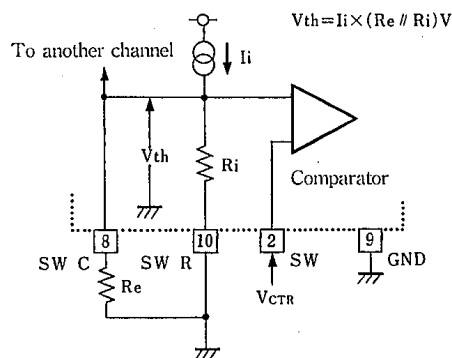 Vth=Ii×(Re // Ri)V
To another channel
Ii
Vth
Ri
Comparator
8
10
2
9
SW C
SW R
SW
GND
Re
VCTR